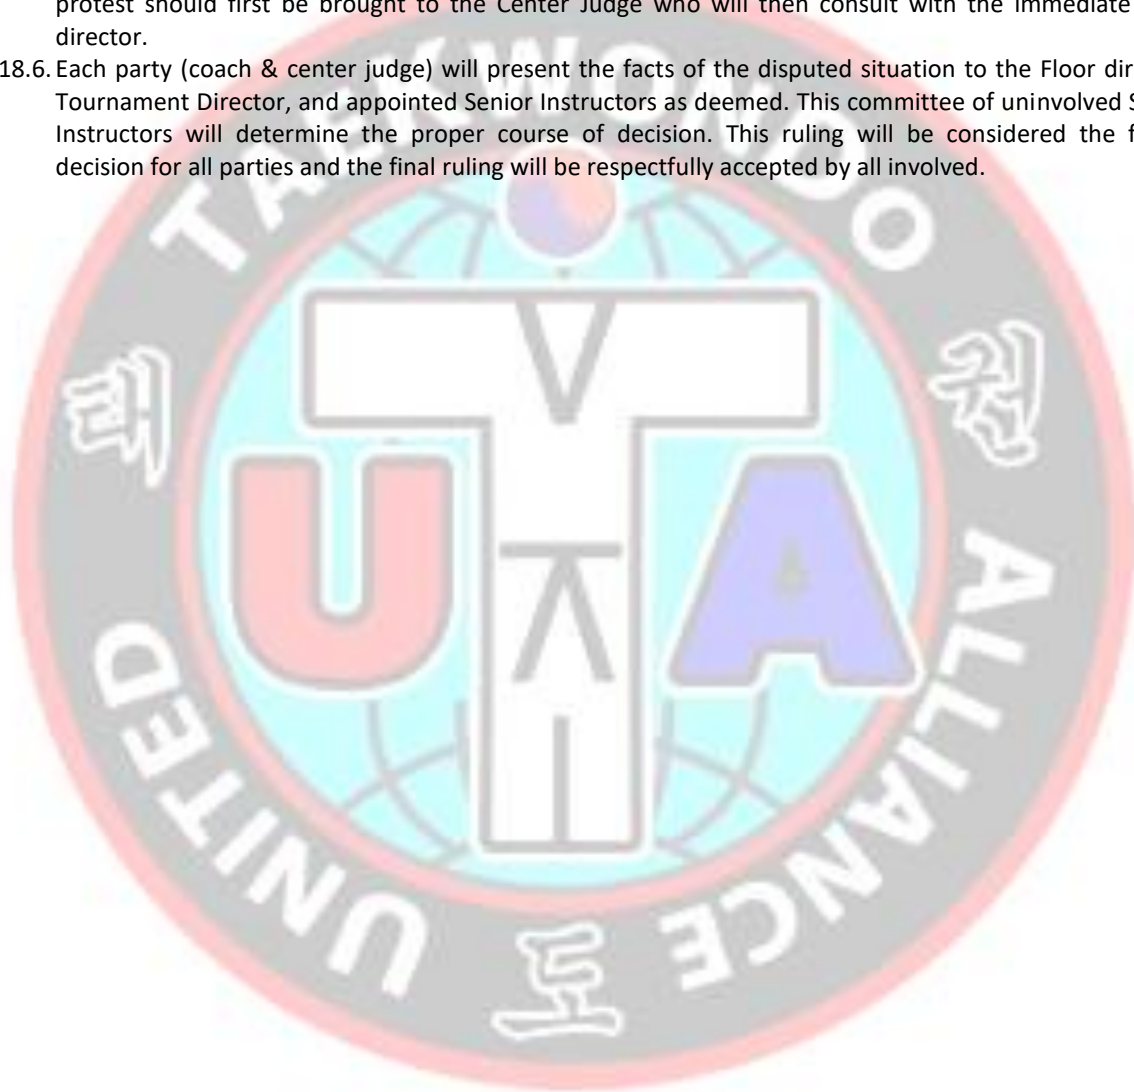 protest should first be brought to the Center Judge who will then consult with the immediate
director.
18.6. Each party (coach & center judge) will present the facts of the disputed situation to the Floor
Tournament Director, and appointed Senior Instructors as deemed. This committee of uninvolved
Instructors will determine the proper course of decision. This ruling will be considered the
decision for all parties and the final ruling will be respectfully accepted by all involved.
TAEKWONDO
태
권
U
T
A
UNITED
도
ALLIANCE